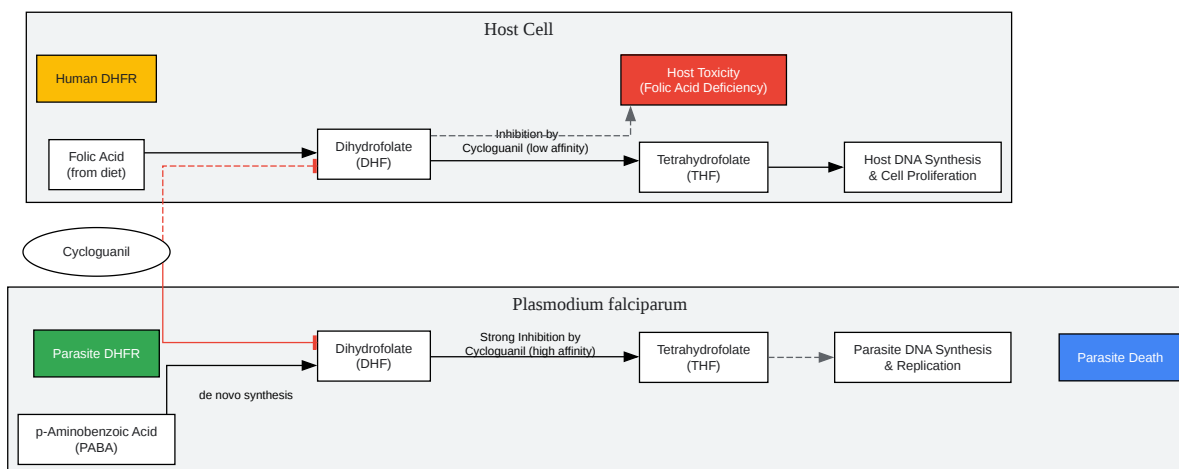 Host Cell
Human DHFR
Host Toxicity
(Folic Acid Deficiency)
Folic Acid
(from diet)
Dihydrofolate
(DHF)
Inhibition by
Cycloguanil (low affinity)
Tetrahydrofolate
(THF)
Host DNA Synthesis
& Cell Proliferation
Cycloguanil
Plasmodium falciparum
Parasite DHFR
Dihydrofolate
(DHF)
Strong Inhibition by
Cycloguanil (high affinity)
Tetrahydrofolate
(THF)
Parasite DNA Synthesis
& Replication
Parasite Death
de novo synthesis
p-Aminobenzoic Acid
(PABA)